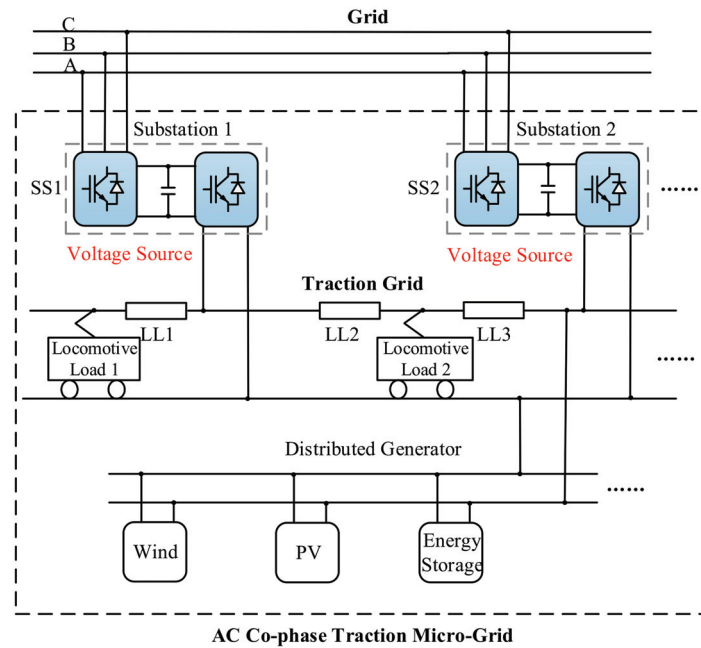 Grid
C
B
A
Substation 1
Substation 2
SS1
SS2
......
Voltage Source
Voltage Source
Traction Grid
LL1
LL2
LL3
Locomotive
Load 1
Locomotive
Load 2
......
Distributed Generator
......
Wind
PV
Energy
Storage
AC Co-phase Traction Micro-Grid